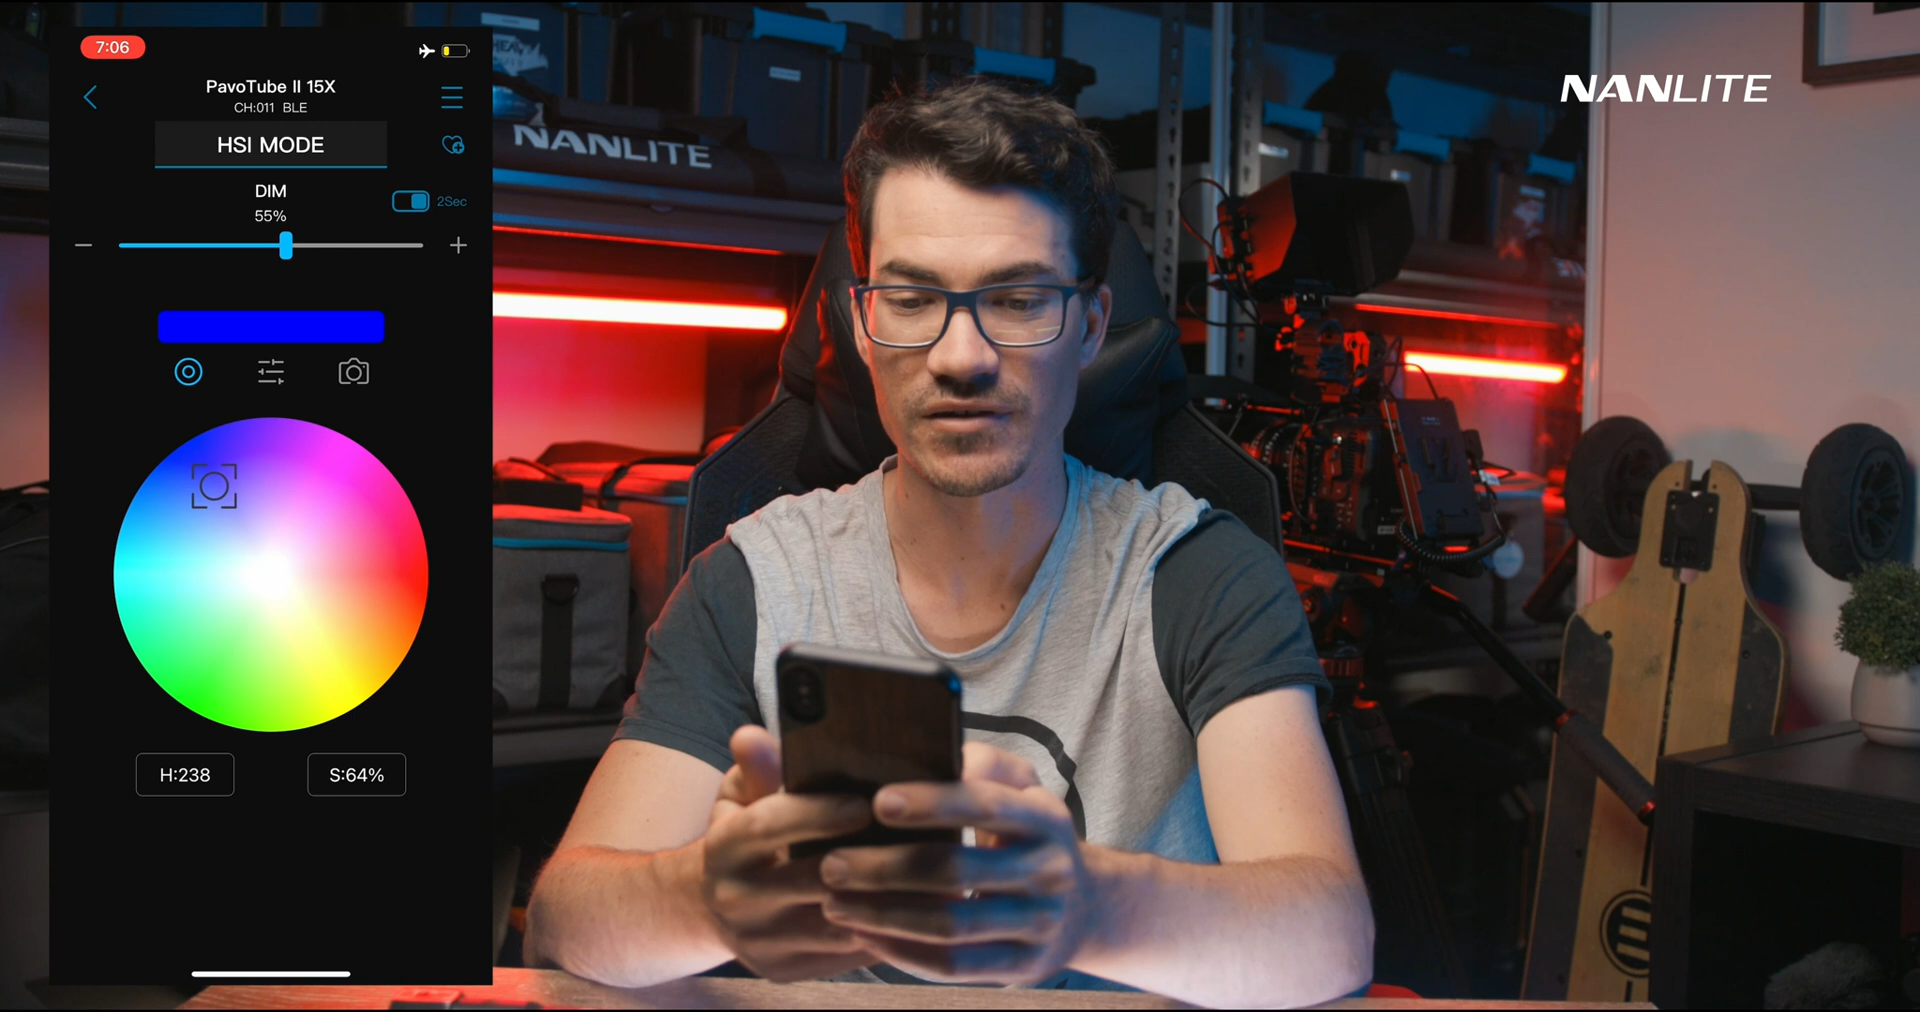 7:06
PavoTube II 15X
CH:011 BLE
HSI MODE
DIM
2Sec
55%
H:238
S:64%
NANLITE
NANLITE